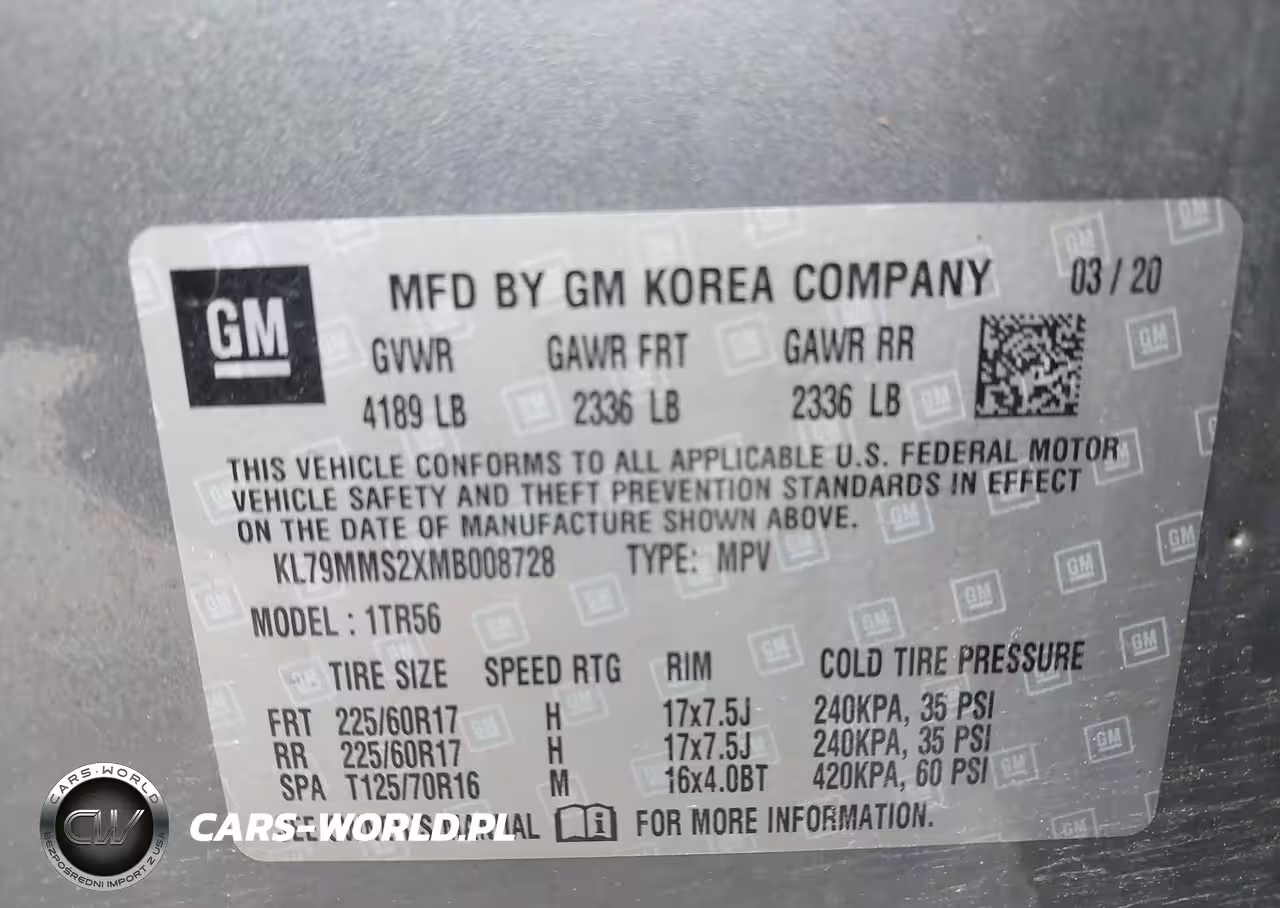 GM
MFD BY GM KOREA COMPANY 03 / 20
GVWR GAWR FRT GAWR RR
4189 LB 2336 LB 2336 LB
THIS VEHICLE CONFORMS TO ALL APPLICABLE U.S. FEDERAL MOTOR
VEHICLE SAFETY AND THEFT PREVENTION STANDARDS IN EFFECT
ON THE DATE OF MANUFACTURE SHOWN ABOVE.
KL79MMS2XMB008728 TYPE: MPV
MODEL : 1TR56
TIRE SIZE SPEED RTG RIM COLD TIRE PRESSURE
FRT 225/60R17 H 17x7.5J 240KPA, 35 PSI
RR 225/60R17 H 17x7.5J 240KPA, 35 PSI
SPA T125/70R16 M 16x4.0BT 420KPA, 60 PSI
FOR MORE INFORMATION.
CARS-WORLD
CW
BEZPOŚREDNI IMPORT Z USA
CARS-WORLD.PL